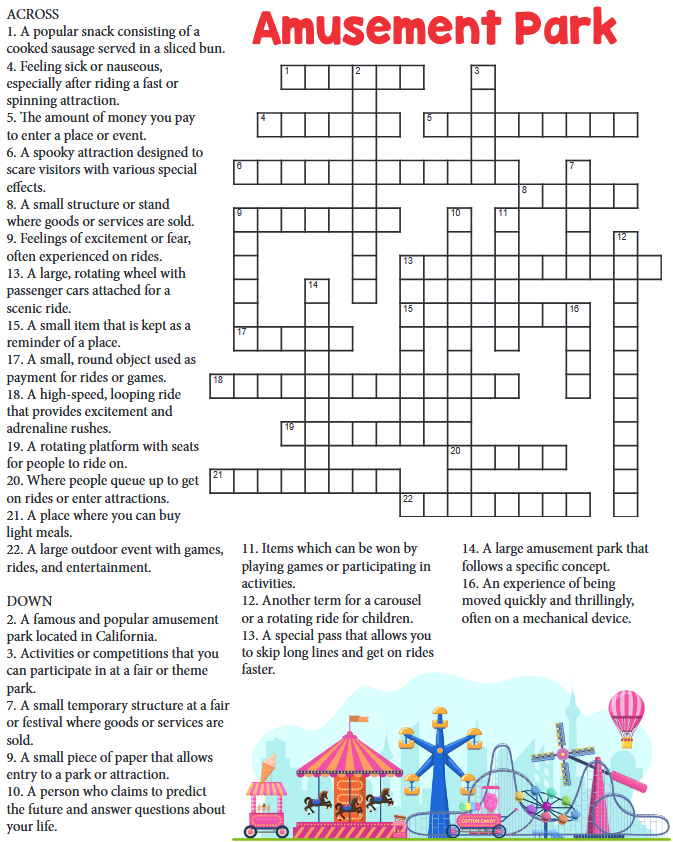 Amusement Park
ACROSS
1. A popular snack consisting of a
cooked sausage served in a sliced bun.
4. Feeling sick or nauseous,
especially after riding a fast or
spinning attraction.
5. The amount of money you pay
to enter a place or event.
6. A spooky attraction designed to
scare visitors with various special
effects.
8. A small structure or stand
where goods or services are sold.
9. Feelings of excitement or fear,
often experienced on rides.
13. A large, rotating wheel with
passenger cars attached for a
scenic ride.
15. A small item that is kept as a
reminder of a place.
17. A small, round object used as
payment for rides or games.
18. A high-speed, looping ride
that provides excitement and
adrenaline rushes.
19. A rotating platform with seats
for people to ride on.
20. Where people queue up to get
on rides or enter attractions.
21. A place where you can buy
light meals.
22. A large outdoor event with games,
rides, and entertainment.
DOWN
2. A famous and popular amusement
park located in California.
3. Activities or competitions that you
can participate in at a fair or theme
park.
7. A small temporary structure at a fair
or festival where goods or services are
sold.
9. A small piece of paper that allows
entry to a park or attraction.
10. A person who claims to predict
the future and answer questions about
your life.
11. Items which can be won by
playing games or participating in
activities.
12. Another term for a carousel
or a rotating ride for children.
13. A special pass that allows you
to skip long lines and get on rides
faster.
14. A large amusement park that
follows a specific concept.
16. An experience of being
moved quickly and thrillingly,
often on a mechanical device.
1 2 3
4 5
6 7
8
9 10 11
12
13
14
15 16
17
18
19
20
21
22
COTTON CANDY